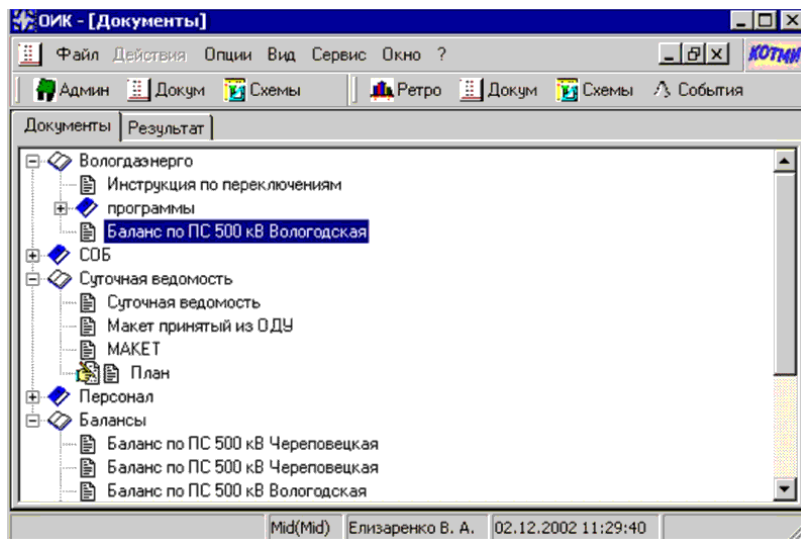 ОИК - [Документы]
Файл Действия Опции Вид Сервис Окно ? КОТМИ
Админ Докум Схемы Ретро Докум Схемы События
Документы Результат
Вологдаэнерго
Инструкция по переключениям
программы
Баланс по ПС 500 кВ Вологодская
СОБ
Суточная ведомость
Суточная ведомость
Макет принятый из ОДУ
МАКЕТ
План
Персонал
Балансы
Баланс по ПС 500 кВ Череповецкая
Баланс по ПС 500 кВ Череповецкая
Баланс по ПС 500 кВ Вологодская
Mid(Mid) Елизаренко В. А. 02.12.2002 11:29:40